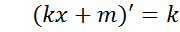 (kx + m)′ = k